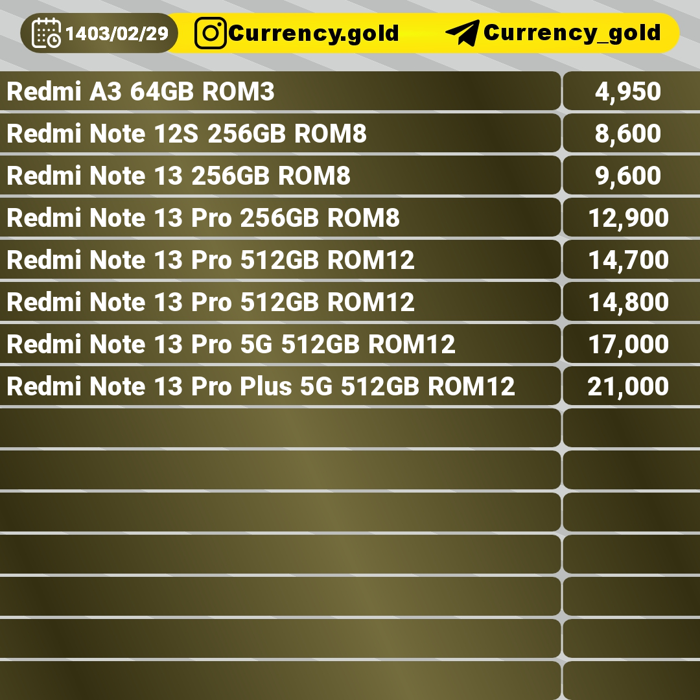 1403/02/29 Currency.gold Currency_gold
Redmi A3 64GB ROM3 4,950
Redmi Note 12S 256GB ROM8 8,600
Redmi Note 13 256GB ROM8 9,600
Redmi Note 13 Pro 256GB ROM8 12,900
Redmi Note 13 Pro 512GB ROM12 14,700
Redmi Note 13 Pro 512GB ROM12 14,800
Redmi Note 13 Pro 5G 512GB ROM12 17,000
Redmi Note 13 Pro Plus 5G 512GB ROM12 21,000